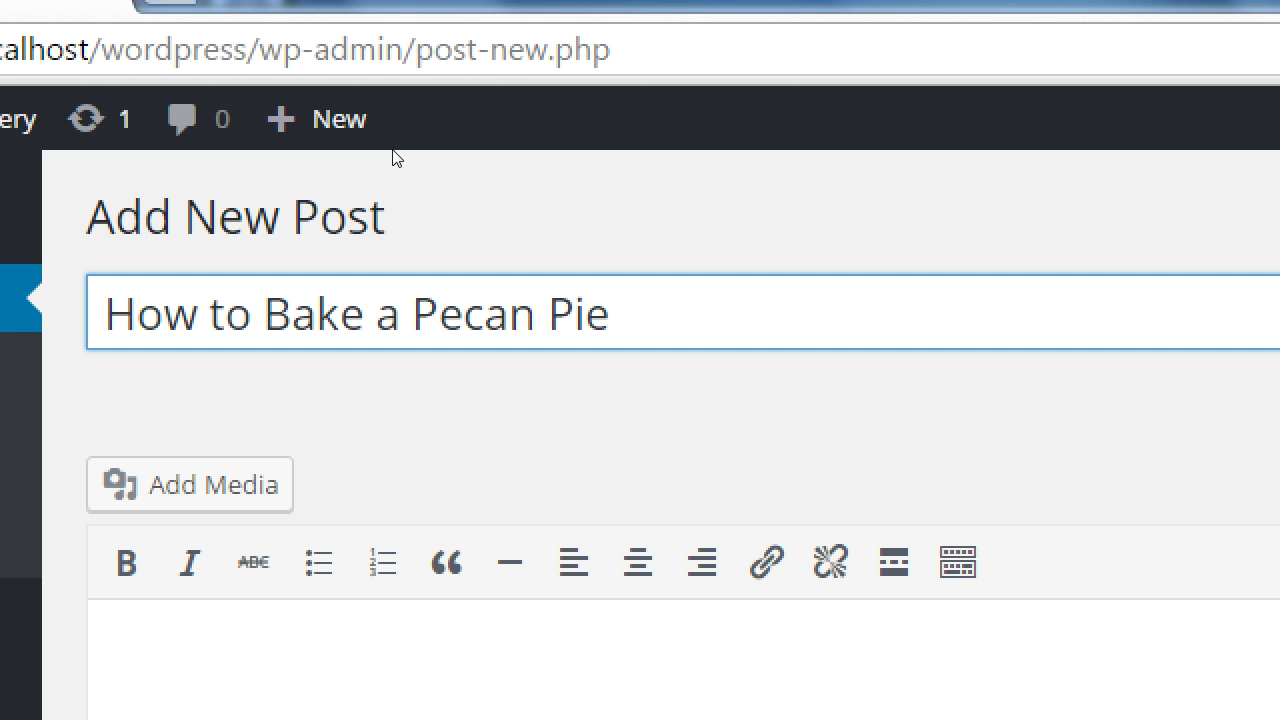 calhost/wordpress/wp-admin/post-new.php
ery 1 0 New
Add New Post
How to Bake a Pecan Pie
Add Media
B I ABC